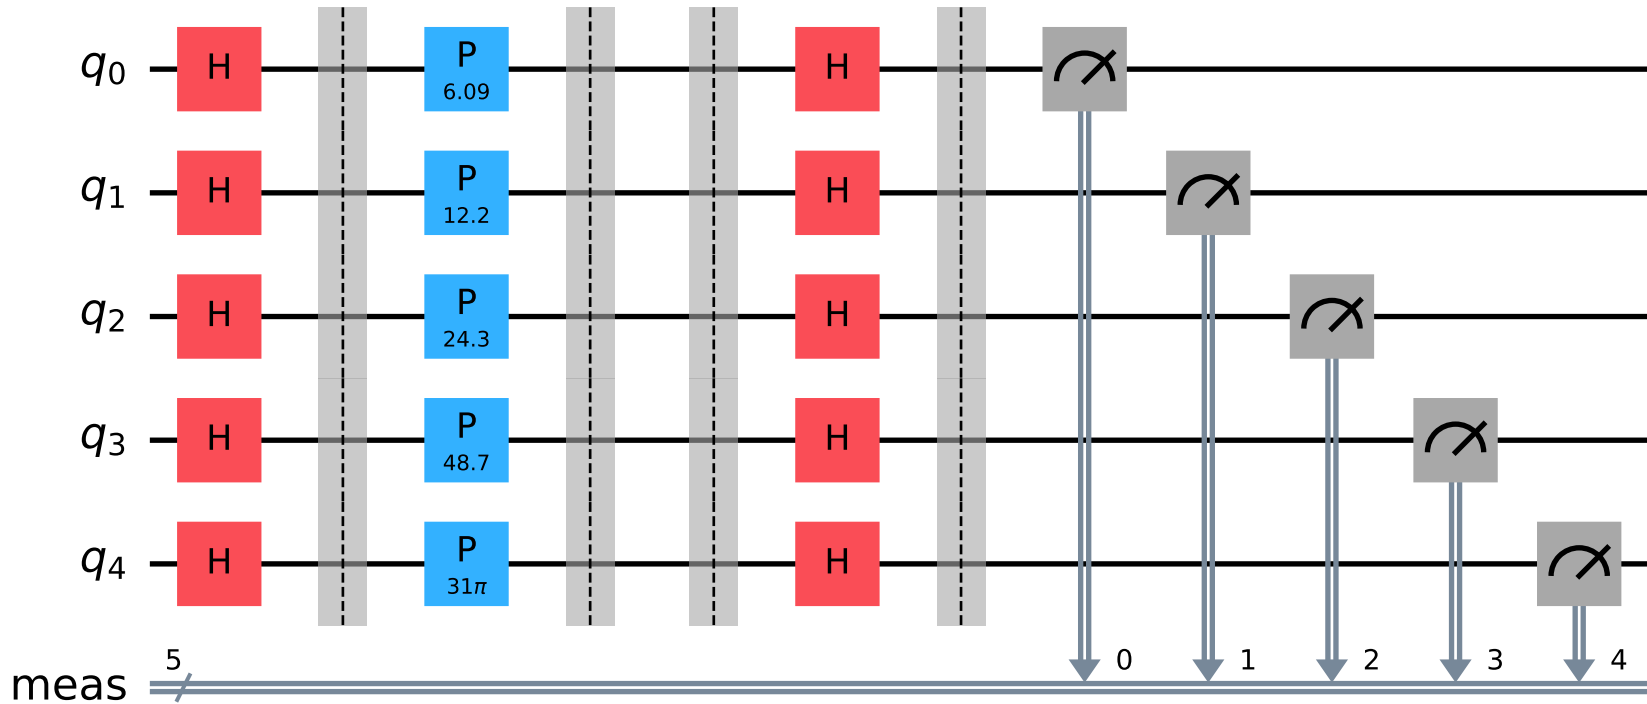 q0 H P 6.09 H
q1 H P 12.2 H
q2 H P 24.3 H
q3 H P 48.7 H
q4 H P 31π H
meas 5 0 1 2 3 4